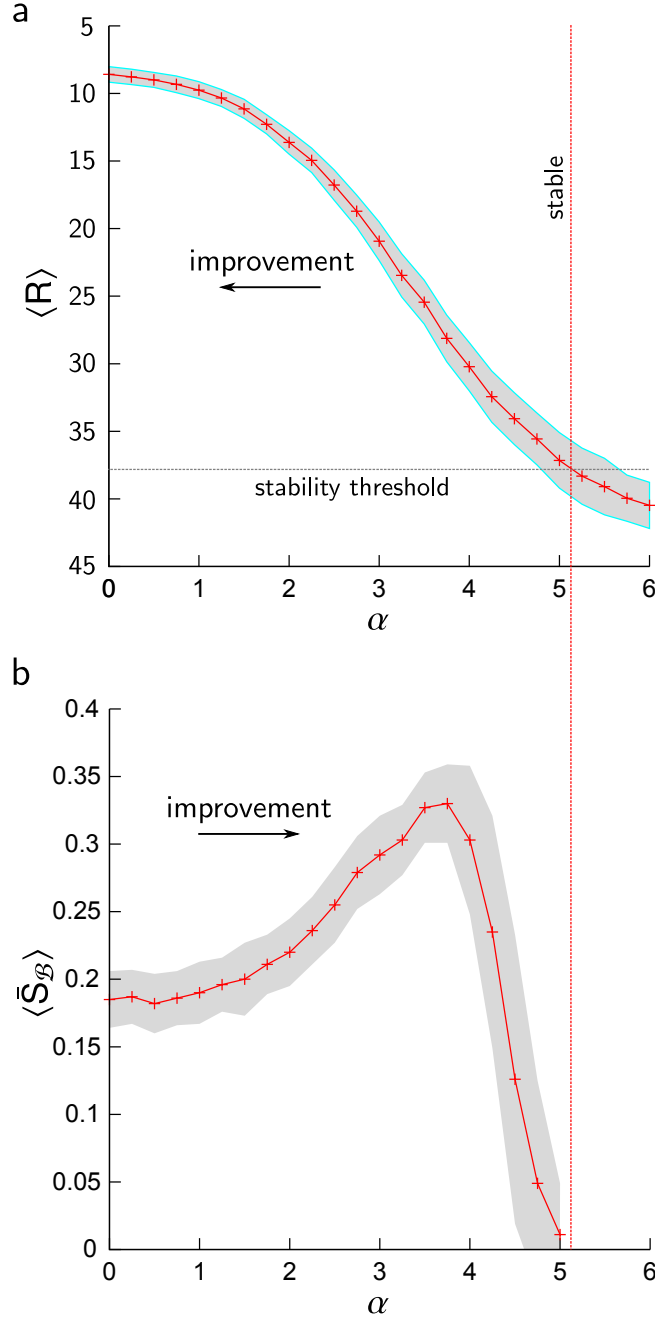 a
5
10
15
20
25
30
35
40
45
⟨R⟩
improvement
stable
stability threshold
0 1 2 3 4 5 6
α
b
0.4
0.35
0.3
0.25
0.2
0.15
0.1
0.05
0
⟨S̄ℬ⟩
improvement
0 1 2 3 4 5 6
α